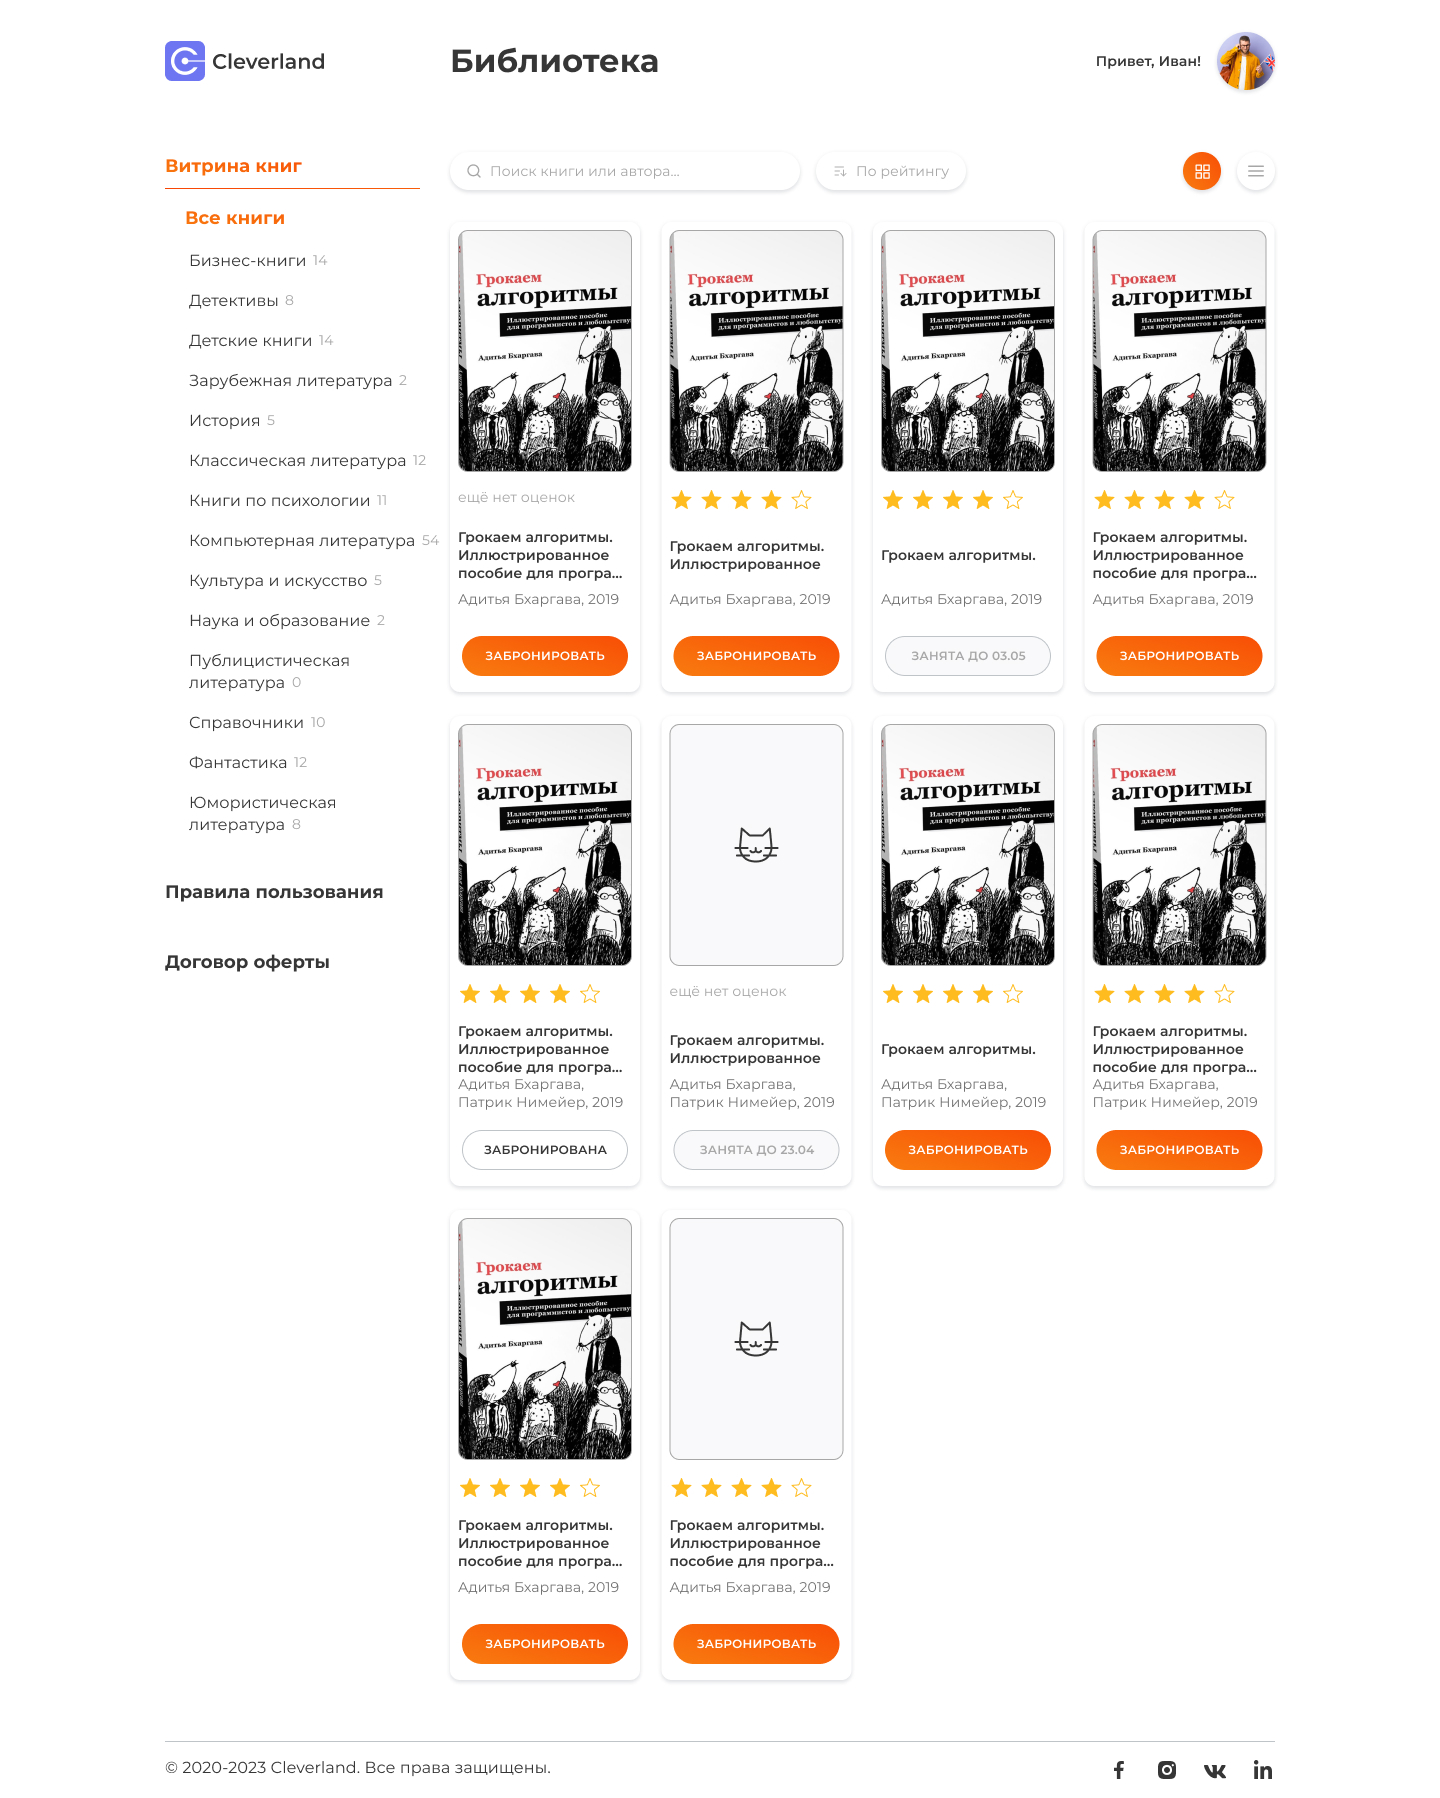 Cleverland
Библиотека
Привет, Иван!
Витрина книг
Все книги
Бизнес-книги 14
Детективы 8
Детские книги 14
Зарубежная литература 2
История 5
Классическая литература 12
Книги по психологии 11
Компьютерная литература 54
Культура и искусство 5
Наука и образование 2
Публицистическая
литература 0
Справочники 10
Фантастика 12
Юмористическая
литература 8
Правила пользования
Договор оферты
Поиск книги или автора...
По рейтингу
Грокаем
алгоритмы
Иллюстрированное пособие
для программистов и любопытству
Адитья Бхаргава
ещё нет оценок
Грокаем алгоритмы.
Иллюстрированное
пособие для програ...
Адитья Бхаргава, 2019
ЗАБРОНИРОВАТЬ
Грокаем
алгоритмы
Иллюстрированное пособие
для программистов и любопытству
Адитья Бхаргава
Грокаем алгоритмы.
Иллюстрированное
Адитья Бхаргава, 2019
ЗАБРОНИРОВАТЬ
Грокаем
алгоритмы
Иллюстрированное пособие
для программистов и любопытству
Адитья Бхаргава
Грокаем алгоритмы.
Адитья Бхаргава, 2019
ЗАНЯТА ДО 03.05
Грокаем
алгоритмы
Иллюстрированное пособие
для программистов и любопытству
Адитья Бхаргава
Грокаем алгоритмы.
Иллюстрированное
пособие для програ...
Адитья Бхаргава, 2019
ЗАБРОНИРОВАТЬ
Грокаем
алгоритмы
Иллюстрированное пособие
для программистов и любопытству
Адитья Бхаргава
Грокаем алгоритмы.
Иллюстрированное
пособие для програ...
Адитья Бхаргава,
Патрик Нимейер, 2019
ЗАБРОНИРОВАНА
ещё нет оценок
Грокаем алгоритмы.
Иллюстрированное
Адитья Бхаргава,
Патрик Нимейер, 2019
ЗАНЯТА ДО 23.04
Грокаем
алгоритмы
Иллюстрированное пособие
для программистов и любопытству
Адитья Бхаргава
Грокаем алгоритмы.
Адитья Бхаргава,
Патрик Нимейер, 2019
ЗАБРОНИРОВАТЬ
Грокаем
алгоритмы
Иллюстрированное пособие
для программистов и любопытству
Адитья Бхаргава
Грокаем алгоритмы.
Иллюстрированное
пособие для програ...
Адитья Бхаргава,
Патрик Нимейер, 2019
ЗАБРОНИРОВАТЬ
Грокаем
алгоритмы
Иллюстрированное пособие
для программистов и любопытству
Адитья Бхаргава
Грокаем алгоритмы.
Иллюстрированное
пособие для програ...
Адитья Бхаргава, 2019
ЗАБРОНИРОВАТЬ
Грокаем алгоритмы.
Иллюстрированное
пособие для програ...
Адитья Бхаргава, 2019
ЗАБРОНИРОВАТЬ
© 2020-2023 Cleverland. Все права защищены.